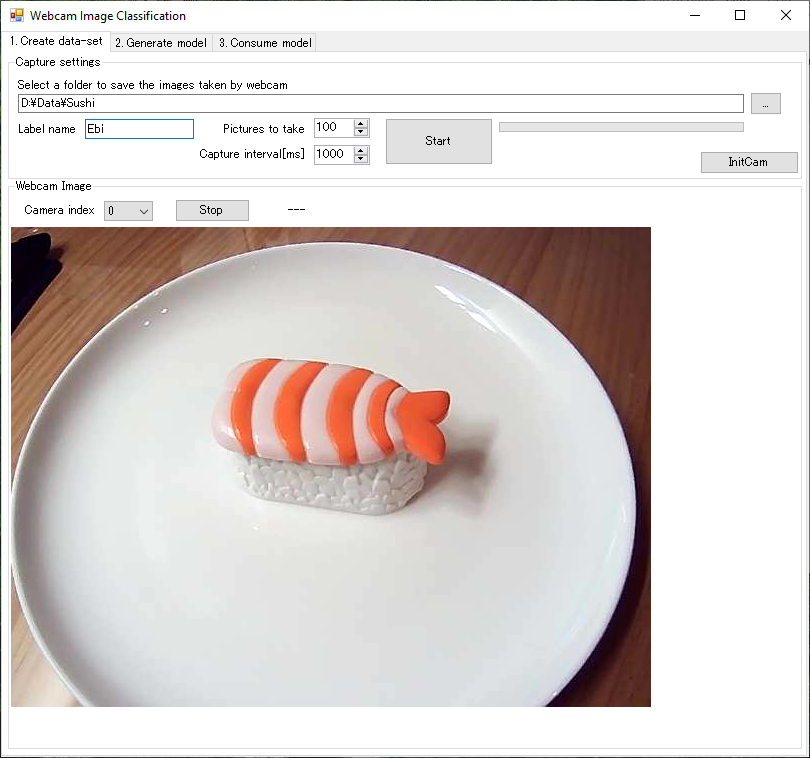 Webcam Image Classification
1. Create data-set 2. Generate model 3. Consume model
Capture settings
Select a folder to save the images taken by webcam
D:¥Data¥Sushi
...
Label name Ebi Pictures to take 100 Start
Capture interval[ms] 1000
InitCam
Webcam Image
Camera index 0 Stop ---